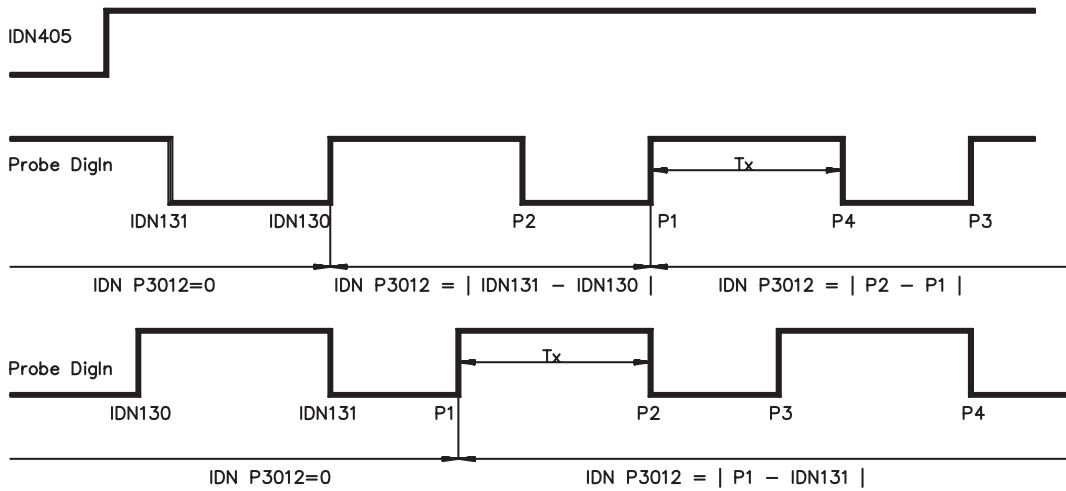 IDN405
Probe DigIn
Tx
IDN131 IDN130 P2 P1 P4 P3
IDN P3012=0 IDN P3012 = | IDN131 - IDN130 | IDN P3012 = | P2 - P1 |
Probe DigIn
Tx
IDN130 IDN131 P1 P2 P3 P4
IDN P3012=0 IDN P3012 = | P1 - IDN131 |